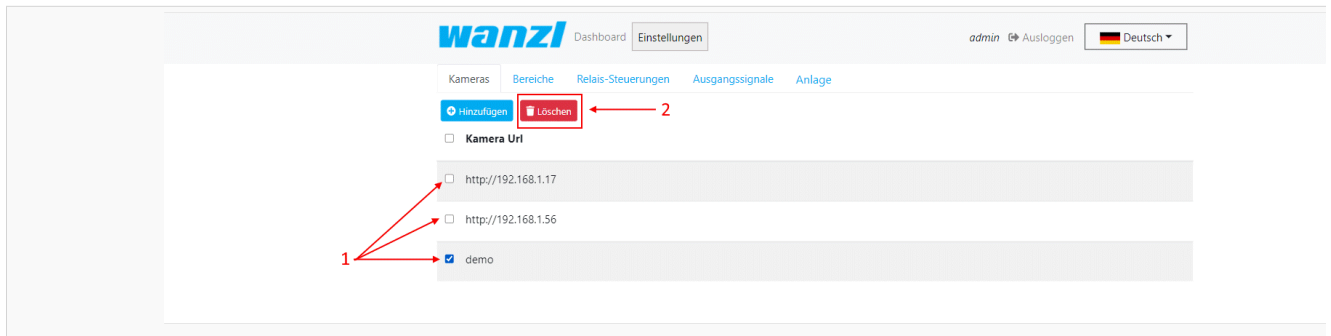 wanzl Dashboard Einstellungen admin Ausloggen Deutsch
Kameras Bereiche Relais-Steuerungen Ausgangssignale Anlage
Hinzufügen Löschen 2
Kamera Url
http://192.168.1.17
http://192.168.1.56
1 demo